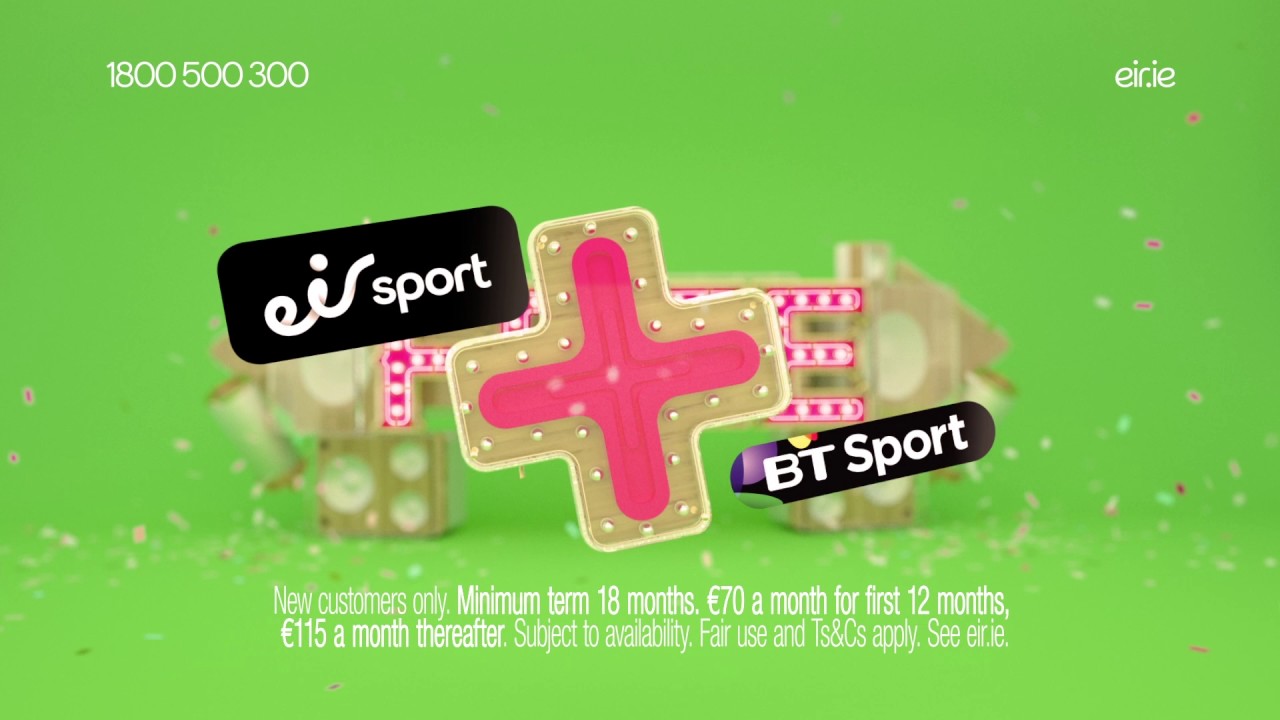 1800 500 300
eir.ie
eir sport
BT Sport
New customers only. Minimum term 18 months. €70 a month for first 12 months,
€115 a month thereafter. Subject to availability. Fair use and Ts&Cs apply. See eir.ie.